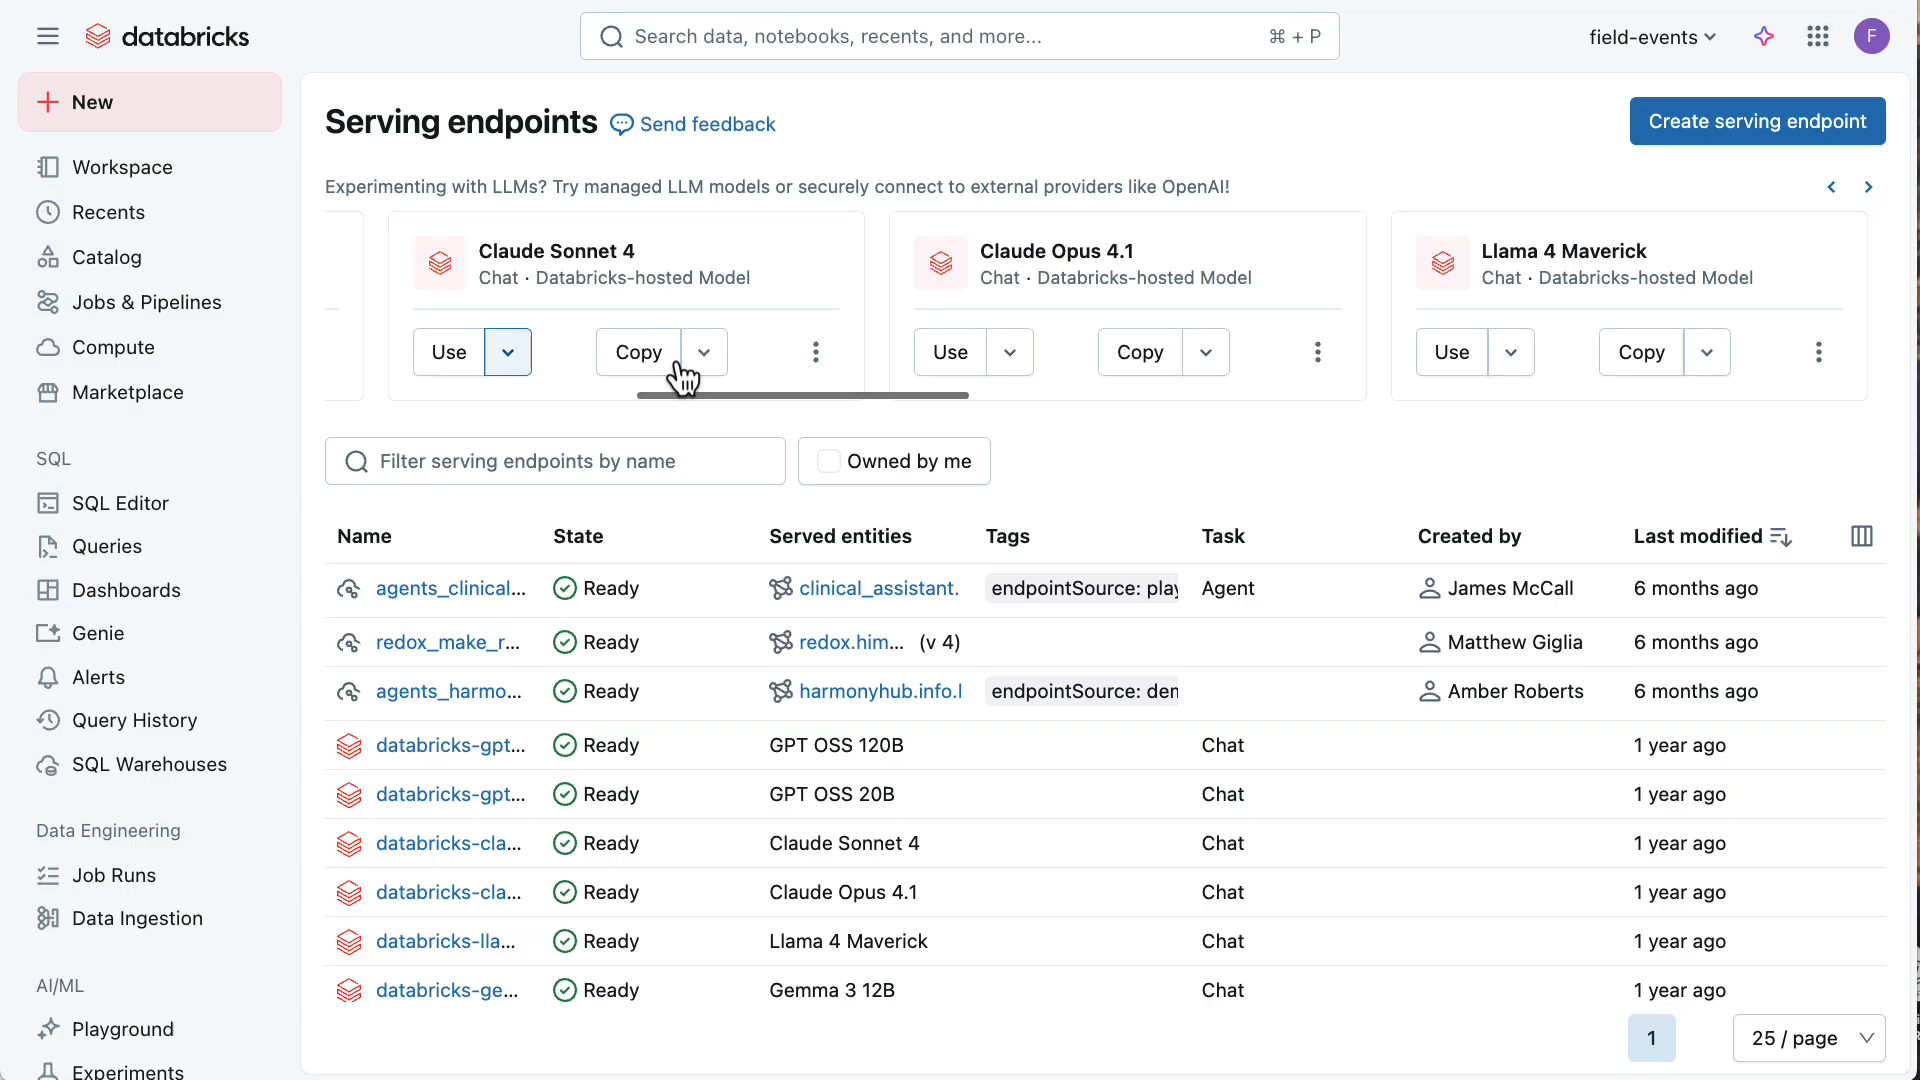 databricks
Search data, notebooks, recents, and more...
⌘ + P
field-events
F
New
Workspace
Recents
Catalog
Jobs & Pipelines
Compute
Marketplace
SQL
SQL Editor
Queries
Dashboards
Genie
Alerts
Query History
SQL Warehouses
Data Engineering
Job Runs
Data Ingestion
AI/ML
Playground
Experiments
Serving endpoints
Send feedback
Create serving endpoint
Experimenting with LLMs? Try managed LLM models or securely connect to external providers like OpenAI!
Claude Sonnet 4
Chat · Databricks-hosted Model
Use
Copy
Claude Opus 4.1
Chat · Databricks-hosted Model
Use
Copy
Llama 4 Maverick
Chat · Databricks-hosted Model
Use
Copy
Filter serving endpoints by name
Owned by me
Name State Served entities Tags Task Created by Last modified
agents_clinical... Ready clinical_assistant. endpointSource: play Agent James McCall 6 months ago
redox_make_r... Ready redox.him... (v 4) Matthew Giglia 6 months ago
agents_harmo... Ready harmonyhub.info.l endpointSource: den Amber Roberts 6 months ago
databricks-gpt... Ready GPT OSS 120B Chat 1 year ago
databricks-gpt... Ready GPT OSS 20B Chat 1 year ago
databricks-cla... Ready Claude Sonnet 4 Chat 1 year ago
databricks-cla... Ready Claude Opus 4.1 Chat 1 year ago
databricks-lla... Ready Llama 4 Maverick Chat 1 year ago
databricks-ge... Ready Gemma 3 12B Chat 1 year ago
1
25 / page